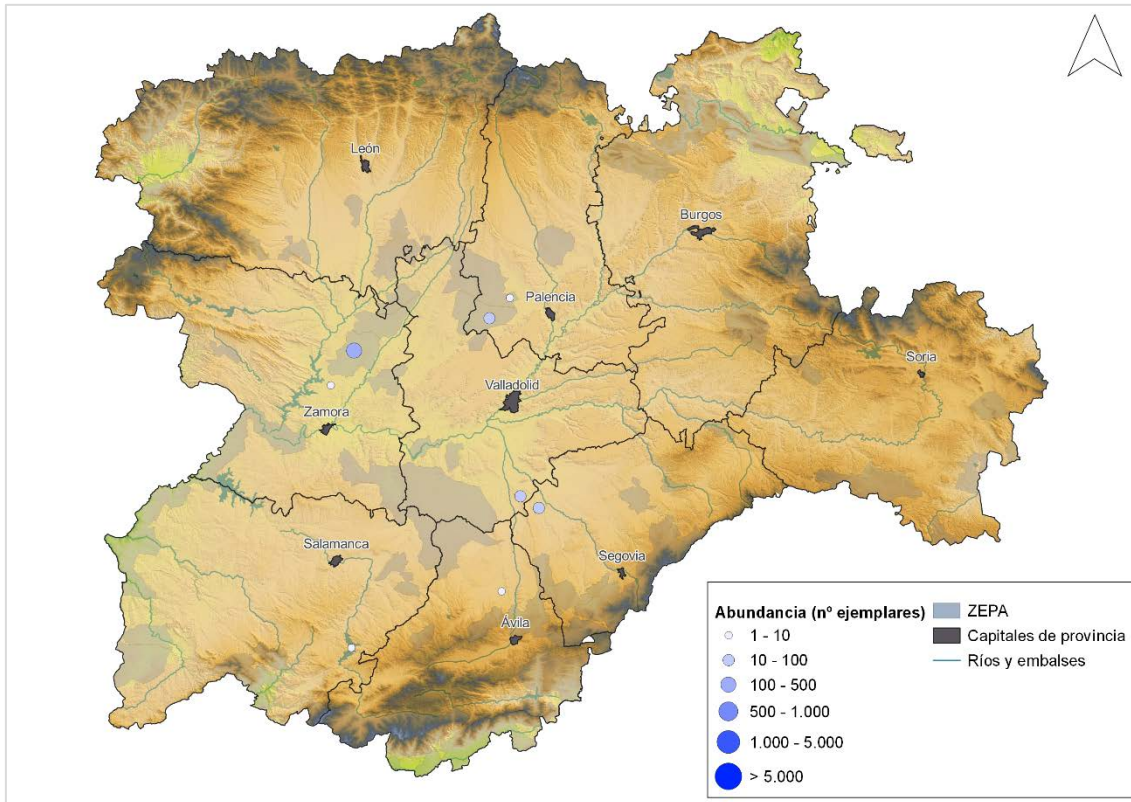 León
Burgos
Palencia
Soria
Valladolid
Zamora
Salamanca
Segovia
Ávila
Abundancia (nº ejemplares)
1 - 10
10 - 100
100 - 500
500 - 1.000
1.000 - 5.000
> 5.000
ZEPA
Capitales de provincia
Ríos y embalses